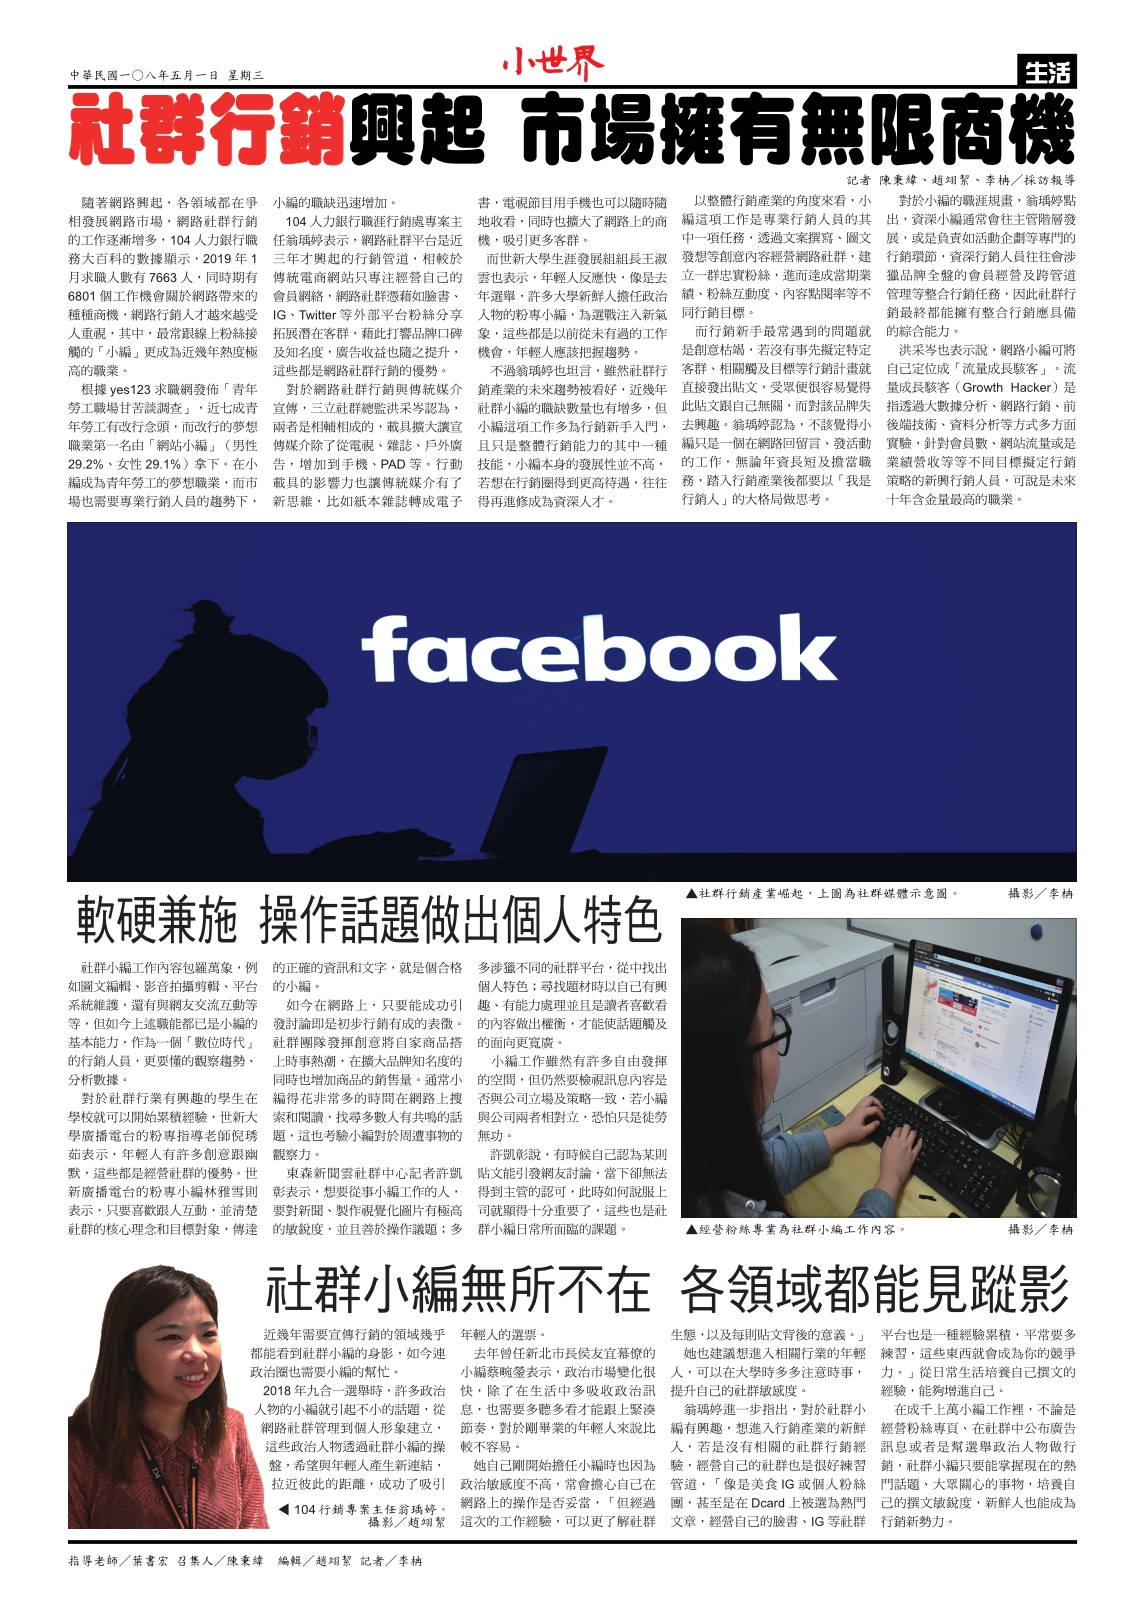 中華民國一〇八年五月一日 星期三
小世界
生活
社群行銷興起 市場擁有無限商機
記者 陳秉緯、趙翊絜、李柟／採訪報導
隨著網路興起，各領域都在爭
相發展網路市場，網路社群行銷
的工作逐漸增多，104 人力銀行職
務大百科的數據顯示，2019 年 1
月求職人數有 7663 人，同時期有
6801 個工作機會關於網路帶來的
種種商機，網路行銷人才越來越受
人重視，其中，最常跟線上粉絲接
觸的「小編」更成為近幾年熱度極
高的職業。
根據 yes123 求職網發佈「青年
勞工職場甘苦談調查」，近七成青
年勞工有改行念頭，而改行的夢想
職業第一名由「網站小編」（男性
29.2%、女性 29.1%）拿下。在小
編成為青年勞工的夢想職業，而市
場也需要專業行銷人員的趨勢下，
小編的職缺迅速增加。
104 人力銀行職涯行銷處專案主
任翁瑀婷表示，網路社群平台是近
三年才興起的行銷管道，相較於
傳統電商網站只專注經營自己的
會員網絡，網路社群憑藉如臉書、
IG、Twitter 等外部平台粉絲分享
拓展潛在客群，藉此打響品牌口碑
及知名度，廣告收益也隨之提升，
這些都是網路社群行銷的優勢。
對於網路社群行銷與傳統媒介
宣傳，三立社群總監洪采岑認為，
兩者是相輔相成的，載具擴大讓宣
傳媒介除了從電視、雜誌、戶外廣
告，增加到手機、PAD 等。行動
載具的影響力也讓傳統媒介有了
新思維，比如紙本雜誌轉成電子
書，電視節目用手機也可以隨時隨
地收看，同時也擴大了網路上的商
機，吸引更多客群。
而世新大學生涯發展組組長王淑
雲也表示，年輕人反應快，像是去
年選舉，許多大學新鮮人擔任政治
人物的粉專小編，為選戰注入新氣
象，這些都是以前從未有過的工作
機會，年輕人應該把握趨勢。
不過翁瑀婷也坦言，雖然社群行
銷產業的未來趨勢被看好，近幾年
社群小編的職缺數量也有增多，但
小編這項工作多為行銷新手入門，
且只是整體行銷能力的其中一種
技能，小編本身的發展性並不高，
若想在行銷圈得到更高待遇，往往
得再進修成為資深人才。
以整體行銷產業的角度來看，小
編這項工作是專業行銷人員的其
中一項任務，透過文案撰寫、圖文
發想等創意內容經營網路社群，建
立一群忠實粉絲，進而達成當期業
績、粉絲互動度、內容點閱率等不
同行銷目標。
而行銷新手最常遇到的問題就
是創意枯竭，若沒有事先擬定特定
客群、相關觸及目標等行銷計畫就
直接發出貼文，受眾便很容易覺得
此貼文跟自己無關，而對該品牌失
去興趣。翁瑀婷認為，不該覺得小
編只是一個在網路回留言、發活動
的工作，無論年資長短及擔當職
務，踏入行銷產業後都要以「我是
行銷人」的大格局做思考。
對於小編的職涯規畫，翁瑀婷點
出，資深小編通常會往主管階層發
展，或是負責如活動企劃等專門的
行銷環節，資深行銷人員往往會涉
獵品牌全盤的會員經營及跨管道
管理等整合行銷任務，因此社群行
銷最終都能擁有整合行銷應具備
的綜合能力。
洪采岑也表示說，網路小編可將
自己定位成「流量成長駭客」。流
量成長駭客（Growth Hacker）是
指透過大數據分析、網路行銷、前
後端技術、資料分析等方式多方面
實驗，針對會員數、網站流量或是
業績營收等等不同目標擬定行銷
策略的新興行銷人員，可說是未來
十年含金量最高的職業。
facebook
▲社群行銷產業崛起，上圖為社群媒體示意圖。 攝影／李柟
軟硬兼施 操作話題做出個人特色
社群小編工作內容包羅萬象，例
如圖文編輯、影音拍攝剪輯、平台
系統維護，還有與網友交流互動等
等，但如今上述職能都已是小編的
基本能力，作為一個「數位時代」
的行銷人員，更要懂的觀察趨勢、
分析數據。
對於社群行業有興趣的學生在
學校就可以開始累積經驗，世新大
學廣播電台的粉專指導老師倪琇
茹表示，年輕人有許多創意跟幽
默，這些都是經營社群的優勢。世
新廣播電台的粉專小編林雅雪則
表示，只要喜歡跟人互動，並清楚
社群的核心理念和目標對象，傳達
的正確的資訊和文字，就是個合格
的小編。
如今在網路上，只要能成功引
發討論即是初步行銷有成的表徵。
社群團隊發揮創意將自家商品搭
上時事熱潮，在擴大品牌知名度的
同時也增加商品的銷售量。通常小
編得花非常多的時間在網路上搜
索和閱讀，找尋多數人有共鳴的話
題，這也考驗小編對於周遭事物的
觀察力。
東森新聞雲社群中心記者許凱
彰表示，想要從事小編工作的人，
要對新聞、製作視覺化圖片有極高
的敏銳度，並且善於操作議題；多
多涉獵不同的社群平台，從中找出
個人特色；尋找題材時以自己有興
趣、有能力處理並且是讀者喜歡看
的內容做出權衡，才能使話題觸及
的面向更寬廣。
小編工作雖然有許多自由發揮
的空間，但仍然要檢視訊息內容是
否與公司立場及策略一致，若小編
與公司兩者相對立，恐怕只是徒勞
無功。
許凱彰說，有時候自己認為某則
貼文能引發網友討論，當下卻無法
得到主管的認可，此時如何說服上
司就顯得十分重要了，這些也是社
群小編日常所面臨的課題。
▲經營粉絲專業為社群小編工作內容。 攝影／李柟
社群小編無所不在 各領域都能見蹤影
近幾年需要宣傳行銷的領域幾乎
都能看到社群小編的身影，如今連
政治圈也需要小編的幫忙。
2018 年九合一選舉時，許多政治
人物的小編就引起不小的話題，從
網路社群管理到個人形象建立，
這些政治人物透過社群小編的操
盤，希望與年輕人產生新連結，
拉近彼此的距離，成功了吸引
◀ 104 行銷專案主任翁瑀婷。
攝影／趙翊絜
年輕人的選票。
去年曾任新北市長侯友宜幕僚的
小編蔡畹鎣表示，政治市場變化很
快，除了在生活中多吸收政治訊
息，也需要多聽多看才能跟上緊湊
節奏，對於剛畢業的年輕人來說比
較不容易。
她自己剛開始擔任小編時也因為
政治敏感度不高，常會擔心自己在
網路上的操作是否妥當，「但經過
這次的工作經驗，可以更了解社群
生態，以及每則貼文背後的意義。」
她也建議想進入相關行業的年輕
人，可以在大學時多多注意時事，
提升自己的社群敏感度。
翁瑀婷進一步指出，對於社群小
編有興趣，想進入行銷產業的新鮮
人，若是沒有相關的社群行銷經
驗，經營自己的社群也是很好練習
管道，「像是美食 IG 或個人粉絲
團，甚至是在 Dcard 上被選為熱門
文章，經營自己的臉書、IG 等社群
平台也是一種經驗累積，平常要多
練習，這些東西就會成為你的競爭
力。」從日常生活培養自己撰文的
經驗，能夠增進自己。
在成千上萬小編工作裡，不論是
經營粉絲專頁、在社群中公布廣告
訊息或者是幫選舉政治人物做行
銷，社群小編只要能掌握現在的熱
門話題、大眾關心的事物，培養自
己的撰文敏銳度，新鮮人也能成為
行銷新勢力。
指導老師／葉書宏 召集人／陳秉緯 編輯／趙翊絜 記者／李柟